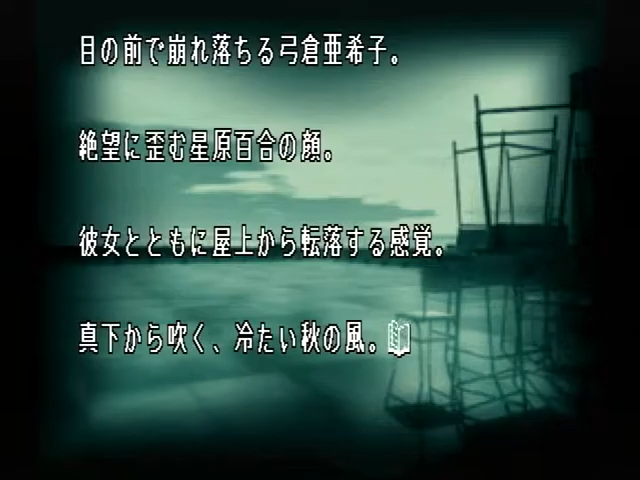 目の前で崩れ落ちる弓倉亜希子。
絶望に歪む星原百合の顔。
彼女とともに屋上から転落する感覚。
真下から吹く、冷たい秋の風。